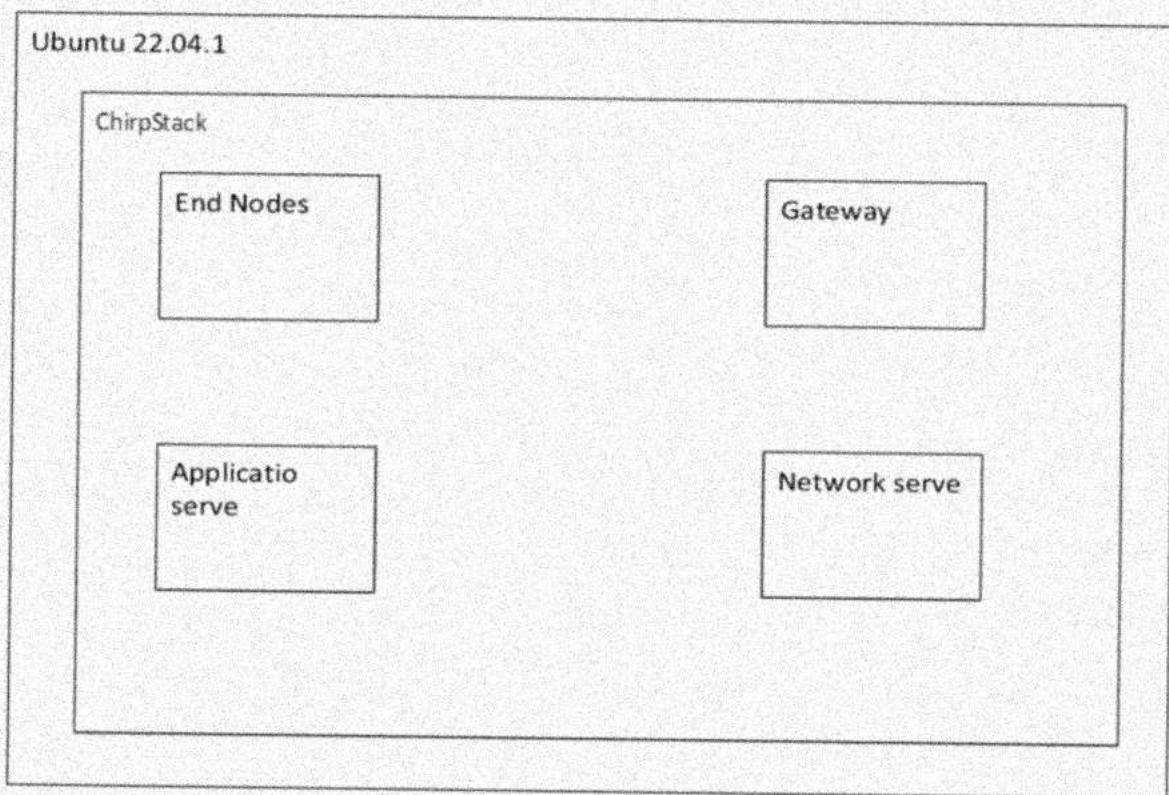 Ubuntu 22.04.1
ChirpStack
End Nodes
Gateway
Applicatio
serve
Network serve